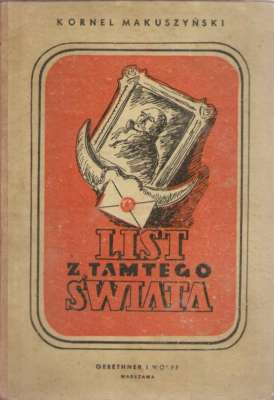 KORNEL MAKUSZYŃSKI
LIST
Z TAMTEGO
ŚWIATA
GEBETHNER I WOLFF
WARSZAWA